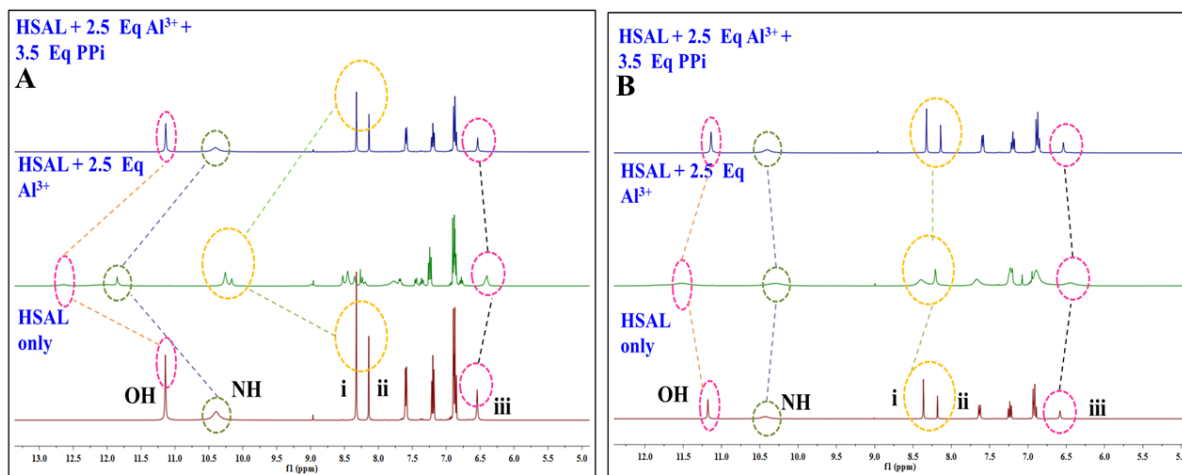 HSAL + 2.5 Eq Al³⁺ +
3.5 Eq PPi
A
HSAL + 2.5 Eq
Al³⁺
HSAL
only
OH
NH
i
ii
iii
13.0 12.5 12.0 11.5 11.0 10.5 10.0 9.5 9.0 8.5 8.0 7.5 7.0 6.5 6.0 5.5 5.0
f1 (ppm)
HSAL + 2.5 Eq Al³⁺ +
3.5 Eq PPi
B
HSAL + 2.5 Eq
Al³⁺
HSAL
only
OH
NH
i
ii
iii
12.0 11.5 11.0 10.5 10.0 9.5 9.0 8.5 8.0 7.5 7.0 6.5 6.0 5.5
f1 (ppm)